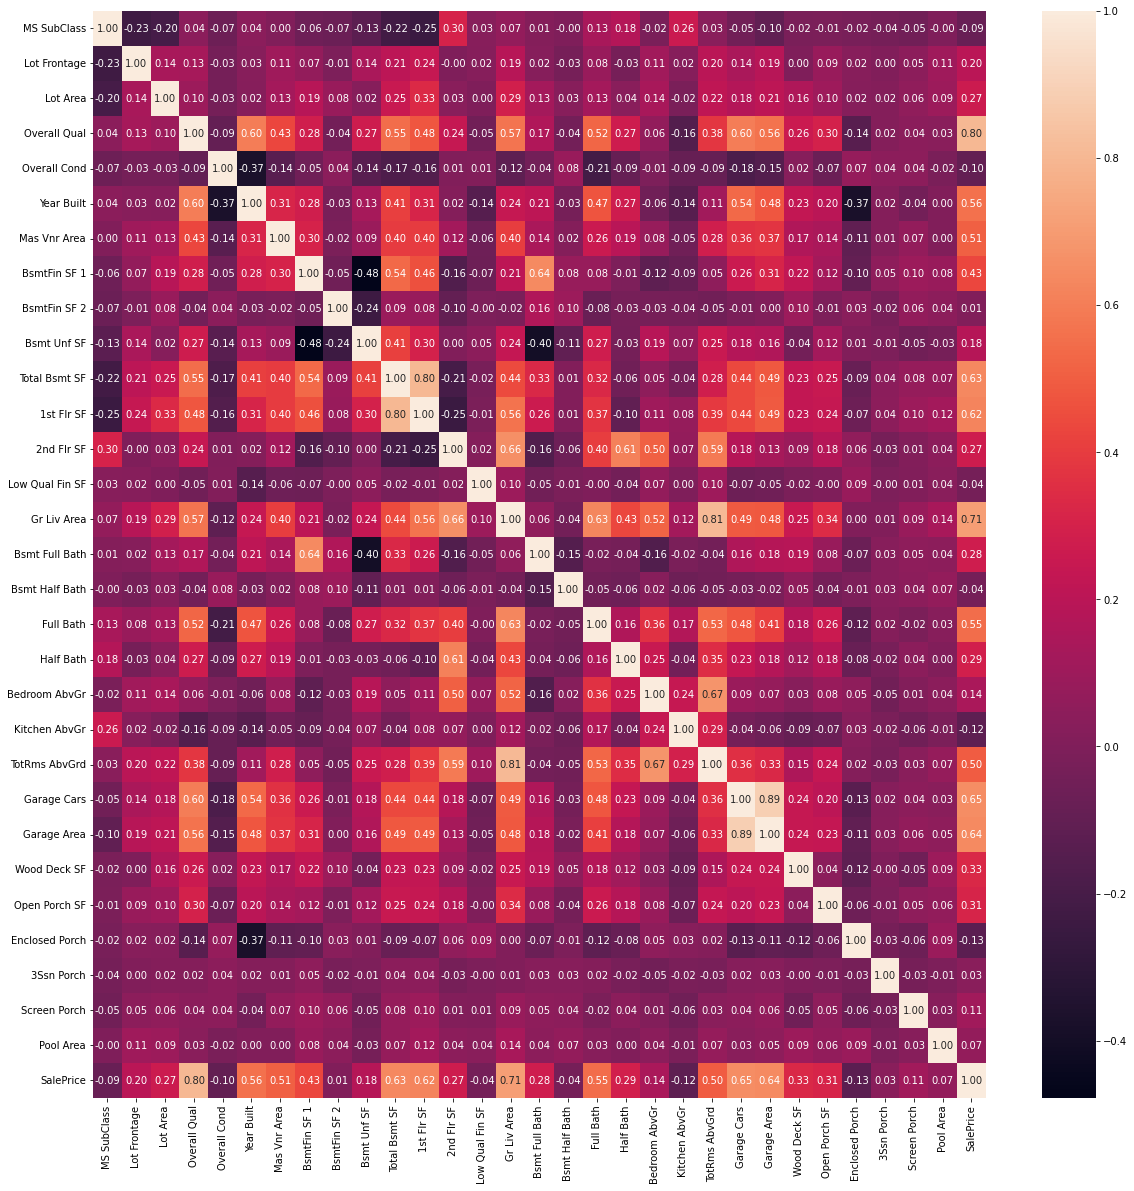 MS SubClass 1.00 -0.23 -0.20 0.04 -0.07 0.04 0.00 -0.06 -0.07 -0.13 -0.22 -0.25 0.30 0.03 0.07 0.01 -0.00 0.13 0.18 -0.02 0.26 0.03 -0.05 -0.10 -0.02 -0.01 -0.02 -0.04 -0.05 -0.00 -0.09
Lot Frontage -0.23 1.00 0.14 0.13 -0.03 0.03 0.11 0.07 -0.01 0.14 0.21 0.24 -0.00 0.02 0.19 0.02 -0.03 0.08 -0.03 0.11 0.02 0.20 0.14 0.19 0.00 0.09 0.02 0.00 0.05 0.11 0.20
Lot Area -0.20 0.14 1.00 0.10 -0.03 0.02 0.13 0.19 0.08 0.02 0.25 0.33 0.03 0.00 0.29 0.13 0.03 0.13 0.04 0.14 -0.02 0.22 0.18 0.21 0.16 0.10 0.02 0.02 0.06 0.09 0.27
Overall Qual 0.04 0.13 0.10 1.00 -0.09 0.60 0.43 0.28 -0.04 0.27 0.55 0.48 0.24 -0.05 0.57 0.17 -0.04 0.52 0.27 0.06 -0.16 0.38 0.60 0.56 0.26 0.30 -0.14 0.02 0.04 0.03 0.80
Overall Cond -0.07 -0.03 -0.03 -0.09 1.00 -0.37 -0.14 -0.05 0.04 -0.14 -0.17 -0.16 0.01 0.01 -0.12 -0.04 0.08 -0.21 -0.09 -0.01 -0.09 -0.09 -0.18 -0.15 0.02 -0.07 0.07 0.04 0.04 -0.02 -0.10
Year Built 0.04 0.03 0.02 0.60 -0.37 1.00 0.31 0.28 -0.03 0.13 0.41 0.31 0.02 -0.14 0.24 0.21 -0.03 0.47 0.27 -0.06 -0.14 0.11 0.54 0.48 0.23 0.20 -0.37 0.02 -0.04 0.00 0.56
Mas Vnr Area 0.00 0.11 0.13 0.43 -0.14 0.31 1.00 0.30 -0.02 0.09 0.40 0.40 0.12 -0.06 0.40 0.14 0.02 0.26 0.19 0.08 -0.05 0.28 0.36 0.37 0.17 0.14 -0.11 0.01 0.07 0.00 0.51
BsmtFin SF 1 -0.06 0.07 0.19 0.28 -0.05 0.28 0.30 1.00 -0.05 -0.48 0.54 0.46 -0.16 -0.07 0.21 0.64 0.08 0.08 -0.01 -0.12 -0.09 0.05 0.26 0.31 0.22 0.12 -0.10 0.05 0.10 0.08 0.43
BsmtFin SF 2 -0.07 -0.01 0.08 -0.04 0.04 -0.03 -0.02 -0.05 1.00 -0.24 0.09 0.08 -0.10 -0.00 -0.02 0.16 0.10 -0.08 -0.03 -0.03 -0.04 -0.05 -0.01 0.00 0.10 -0.01 0.03 -0.02 0.06 0.04 0.01
Bsmt Unf SF -0.13 0.14 0.02 0.27 -0.14 0.13 0.09 -0.48 -0.24 1.00 0.41 0.30 0.00 0.05 0.24 -0.40 -0.11 0.27 -0.03 0.19 0.07 0.25 0.18 0.16 -0.04 0.12 0.01 -0.01 -0.05 -0.03 0.18
Total Bsmt SF -0.22 0.21 0.25 0.55 -0.17 0.41 0.40 0.54 0.09 0.41 1.00 0.80 -0.21 -0.02 0.44 0.33 0.01 0.32 -0.06 0.05 -0.04 0.28 0.44 0.49 0.23 0.25 -0.09 0.04 0.08 0.07 0.63
1st Flr SF -0.25 0.24 0.33 0.48 -0.16 0.31 0.40 0.46 0.08 0.30 0.80 1.00 -0.25 -0.01 0.56 0.26 0.01 0.37 -0.10 0.11 0.08 0.39 0.44 0.49 0.23 0.24 -0.07 0.04 0.10 0.12 0.62
2nd Flr SF 0.30 -0.00 0.03 0.24 0.01 0.02 0.12 -0.16 -0.10 0.00 -0.21 -0.25 1.00 0.02 0.66 -0.16 -0.06 0.40 0.61 0.50 0.07 0.59 0.18 0.13 0.09 0.18 0.06 -0.03 0.01 0.04 0.27
Low Qual Fin SF 0.03 0.02 0.00 -0.05 0.01 -0.14 -0.06 -0.07 -0.00 0.05 -0.02 -0.01 0.02 1.00 0.10 -0.05 -0.01 -0.00 -0.04 0.07 0.00 0.10 -0.07 -0.05 -0.02 -0.00 0.09 -0.00 0.01 0.04 -0.04
Gr Liv Area 0.07 0.19 0.29 0.57 -0.12 0.24 0.40 0.21 -0.02 0.24 0.44 0.56 0.66 0.10 1.00 0.06 -0.04 0.63 0.43 0.52 0.12 0.81 0.49 0.48 0.25 0.34 0.00 0.01 0.09 0.14 0.71
Bsmt Full Bath 0.01 0.02 0.13 0.17 -0.04 0.21 0.14 0.64 0.16 -0.40 0.33 0.26 -0.16 -0.05 0.06 1.00 -0.15 -0.02 -0.04 -0.16 -0.02 -0.04 0.16 0.18 0.19 0.08 -0.07 0.03 0.05 0.04 0.28
Bsmt Half Bath -0.00 -0.03 0.03 -0.04 0.08 -0.03 0.02 0.08 0.10 -0.11 0.01 0.01 -0.06 -0.01 -0.04 -0.15 1.00 -0.05 -0.06 0.02 -0.06 -0.05 -0.03 -0.02 0.05 -0.04 -0.01 0.03 0.04 0.07 -0.04
Full Bath 0.13 0.08 0.13 0.52 -0.21 0.47 0.26 0.08 -0.08 0.27 0.32 0.37 0.40 -0.00 0.63 -0.02 -0.05 1.00 0.16 0.36 0.17 0.53 0.48 0.41 0.18 0.26 -0.12 0.02 -0.02 0.03 0.55
Half Bath 0.18 -0.03 0.04 0.27 -0.09 0.27 0.19 -0.01 -0.03 -0.03 -0.06 -0.10 0.61 -0.04 0.43 -0.04 -0.06 0.16 1.00 0.25 -0.04 0.35 0.23 0.18 0.12 0.18 -0.08 -0.02 0.04 0.00 0.29
Bedroom AbvGr -0.02 0.11 0.14 0.06 -0.01 -0.06 0.08 -0.12 -0.03 0.19 0.05 0.11 0.50 0.07 0.52 -0.16 0.02 0.36 0.25 1.00 0.24 0.67 0.09 0.07 0.03 0.08 0.05 -0.05 0.01 0.04 0.14
Kitchen AbvGr 0.26 0.02 -0.02 -0.16 -0.09 -0.14 -0.05 -0.09 -0.04 0.07 -0.04 0.08 0.07 0.00 0.12 -0.02 -0.06 0.17 -0.04 0.24 1.00 0.29 -0.04 -0.06 -0.09 -0.07 0.03 -0.02 -0.06 -0.01 -0.12
TotRms AbvGrd 0.03 0.20 0.22 0.38 -0.09 0.11 0.28 0.05 -0.05 0.25 0.28 0.39 0.59 0.10 0.81 -0.04 -0.05 0.53 0.35 0.67 0.29 1.00 0.36 0.33 0.15 0.24 0.02 -0.03 0.03 0.07 0.50
Garage Cars -0.05 0.14 0.18 0.60 -0.18 0.54 0.36 0.26 -0.01 0.18 0.44 0.44 0.18 -0.07 0.49 0.16 -0.03 0.48 0.23 0.09 -0.04 0.36 1.00 0.89 0.24 0.20 -0.13 0.02 0.04 0.03 0.65
Garage Area -0.10 0.19 0.21 0.56 -0.15 0.48 0.37 0.31 0.00 0.16 0.49 0.49 0.13 -0.05 0.48 0.18 -0.02 0.41 0.18 0.07 -0.06 0.33 0.89 1.00 0.24 0.23 -0.11 0.03 0.06 0.05 0.64
Wood Deck SF -0.02 0.00 0.16 0.26 0.02 0.23 0.17 0.22 0.10 -0.04 0.23 0.23 0.09 -0.02 0.25 0.19 0.05 0.18 0.12 0.03 -0.09 0.15 0.24 0.24 1.00 0.04 -0.12 -0.00 -0.05 0.09 0.33
Open Porch SF -0.01 0.09 0.10 0.30 -0.07 0.20 0.14 0.12 -0.01 0.12 0.25 0.24 0.18 -0.00 0.34 0.08 -0.04 0.26 0.18 0.08 -0.07 0.24 0.20 0.23 0.04 1.00 -0.06 -0.01 0.05 0.06 0.31
Enclosed Porch -0.02 0.02 0.02 -0.14 0.07 -0.37 -0.11 -0.10 0.03 0.01 -0.09 -0.07 0.06 0.09 0.00 -0.07 -0.01 -0.12 -0.08 0.05 0.03 0.02 -0.13 -0.11 -0.12 -0.06 1.00 -0.03 -0.06 0.09 -0.13
3Ssn Porch -0.04 0.00 0.02 0.02 0.04 0.02 0.01 0.05 -0.02 -0.01 0.04 0.04 -0.03 -0.00 0.01 0.03 0.03 0.02 -0.02 -0.05 -0.02 -0.03 0.02 0.03 -0.00 -0.01 -0.03 1.00 -0.03 -0.01 0.03
Screen Porch -0.05 0.05 0.06 0.04 0.04 -0.04 0.07 0.10 0.06 -0.05 0.08 0.10 0.01 0.01 0.09 0.05 0.04 -0.02 0.04 0.01 -0.06 0.03 0.04 0.06 -0.05 0.05 -0.06 -0.03 1.00 0.03 0.11
Pool Area -0.00 0.11 0.09 0.03 -0.02 0.00 0.00 0.08 0.04 -0.03 0.07 0.12 0.04 0.04 0.14 0.04 0.07 0.03 0.00 0.04 -0.01 0.07 0.03 0.05 0.09 0.06 0.09 -0.01 0.03 1.00 0.07
SalePrice -0.09 0.20 0.27 0.80 -0.10 0.56 0.51 0.43 0.01 0.18 0.63 0.62 0.27 -0.04 0.71 0.28 -0.04 0.55 0.29 0.14 -0.12 0.50 0.65 0.64 0.33 0.31 -0.13 0.03 0.11 0.07 1.00
MS SubClass
Lot Frontage
Lot Area
Overall Qual
Overall Cond
Year Built
Mas Vnr Area
BsmtFin SF 1
BsmtFin SF 2
Bsmt Unf SF
Total Bsmt SF
1st Flr SF
2nd Flr SF
Low Qual Fin SF
Gr Liv Area
Bsmt Full Bath
Bsmt Half Bath
Full Bath
Half Bath
Bedroom AbvGr
Kitchen AbvGr
TotRms AbvGrd
Garage Cars
Garage Area
Wood Deck SF
Open Porch SF
Enclosed Porch
3Ssn Porch
Screen Porch
Pool Area
SalePrice
1.0
0.8
0.6
0.4
0.2
0.0
−0.2
−0.4